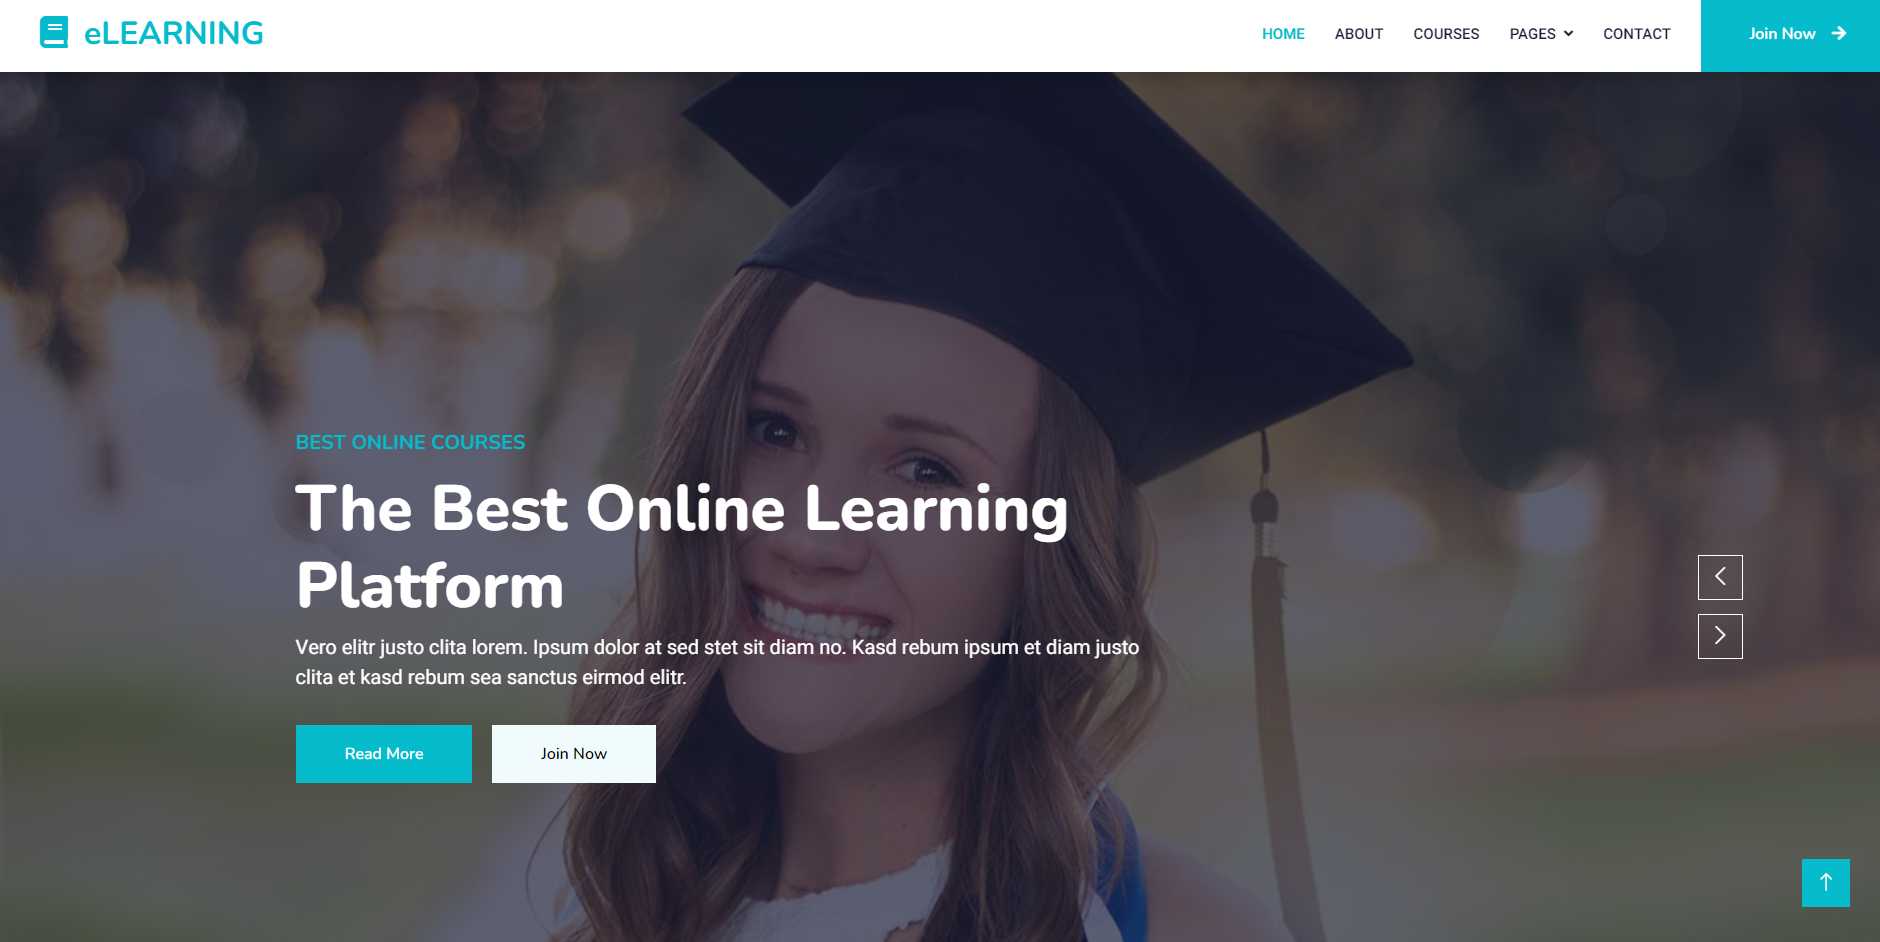 eLEARNING
HOME ABOUT COURSES PAGES CONTACT Join Now
BEST ONLINE COURSES
The Best Online Learning
Platform
Vero elitr justo clita lorem. Ipsum dolor at sed stet sit diam no. Kasd rebum ipsum et diam justo
clita et kasd rebum sea sanctus eirmod elitr.
Read More Join Now